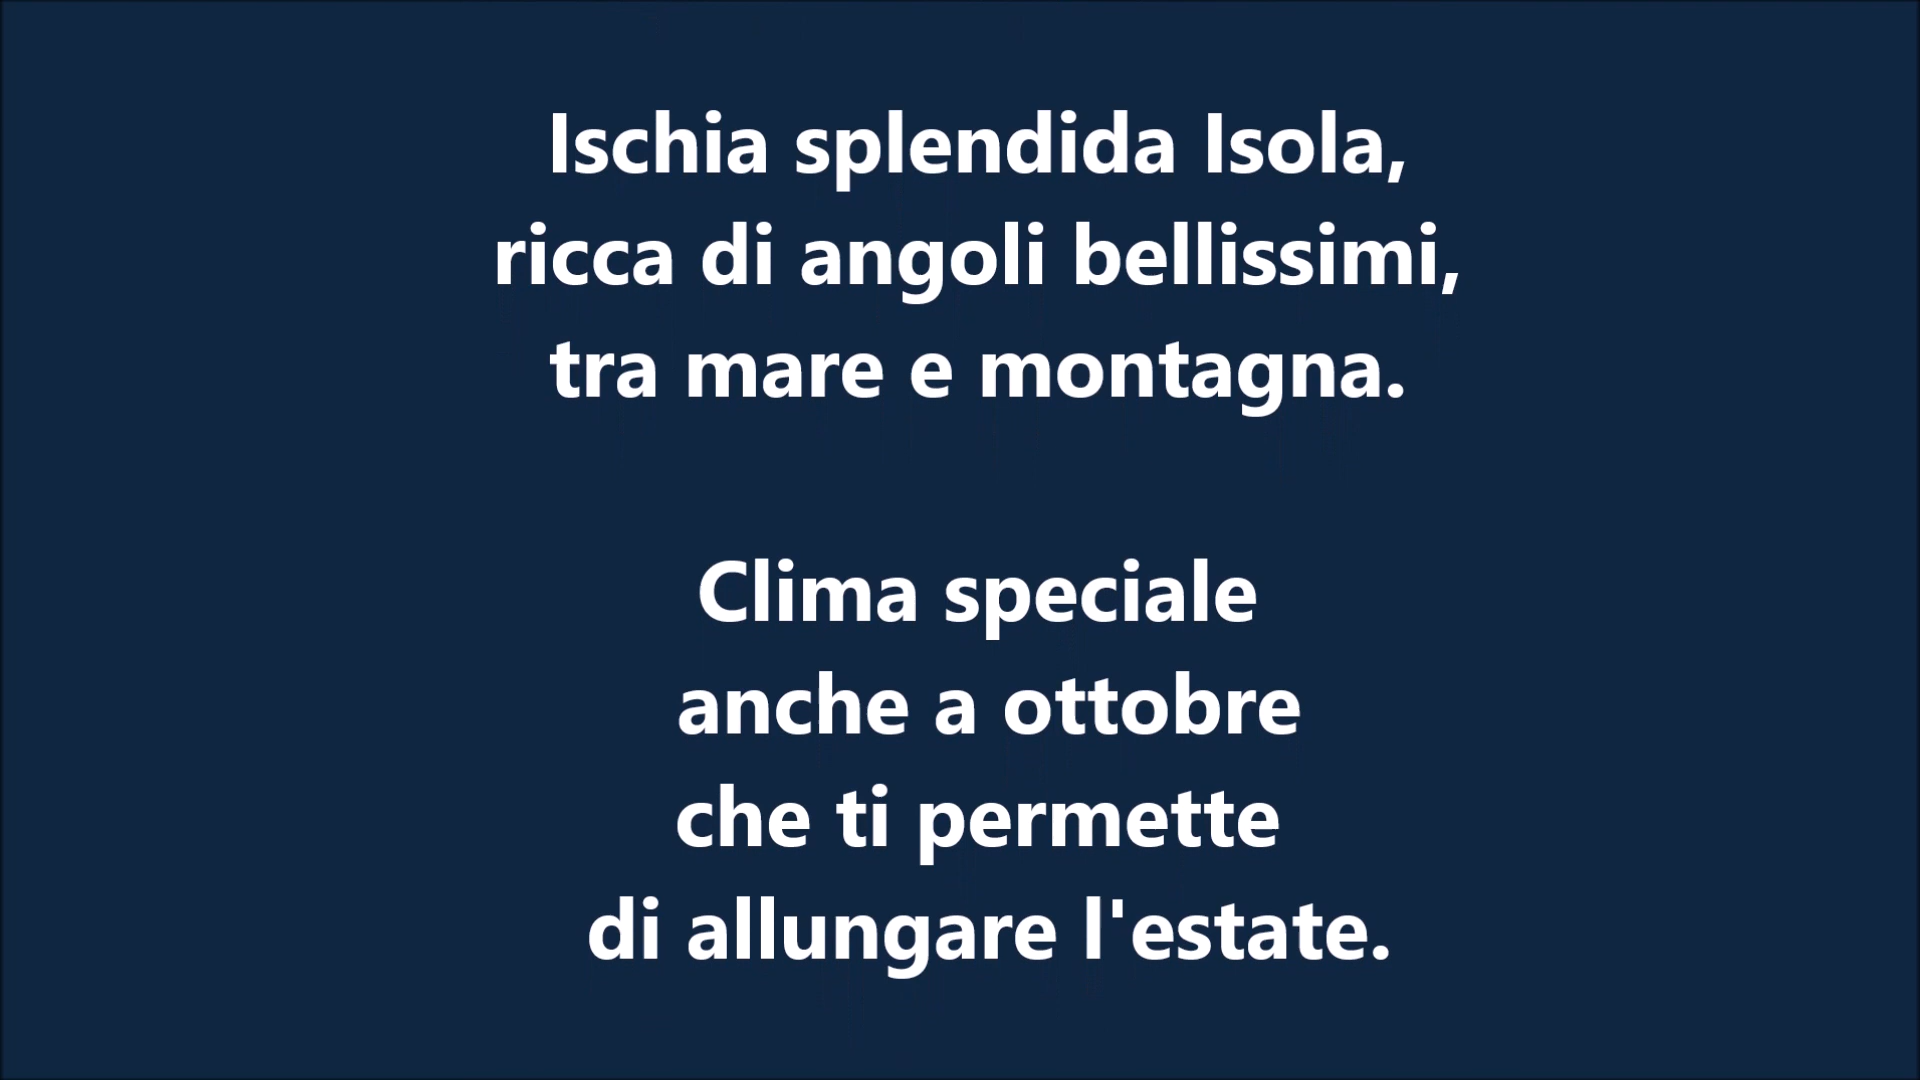 Ischia splendida Isola,
ricca di angoli bellissimi,
tra mare e montagna.
Clima speciale
anche a ottobre
che ti permette
di allungare l'estate.